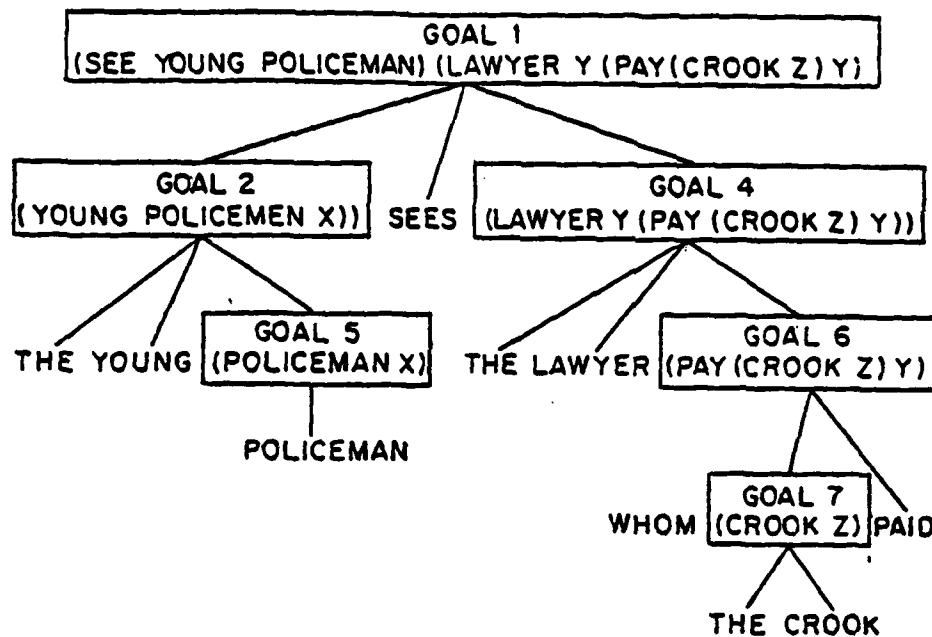 GOAL 1
(SEE YOUNG POLICEMAN) (LAWYER Y (PAY (CROOK Z) Y)
GOAL 2
(YOUNG POLICEMEN X))
SEES
GOAL 4
(LAWYER Y (PAY (CROOK Z) Y))
THE YOUNG
GOAL 5
(POLICEMAN X)
THE LAWYER
GOAL 6
(PAY (CROOK Z) Y)
POLICEMAN
WHOM
GOAL 7
(CROOK Z)
PAID
THE CROOK